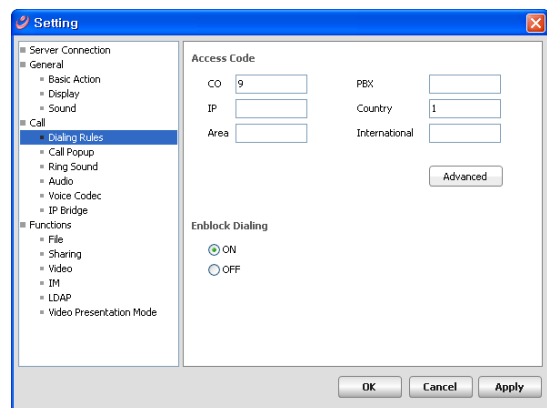 Setting
Server Connection
General
Basic Action
Display
Sound
Call
Dialing Rules
Call Popup
Ring Sound
Audio
Voice Codec
IP Bridge
Functions
File
Sharing
Video
IM
LDAP
Video Presentation Mode
Access Code
CO 9 PBX
IP Country 1
Area International
Advanced
Enblock Dialing
ON
OFF
OK Cancel Apply